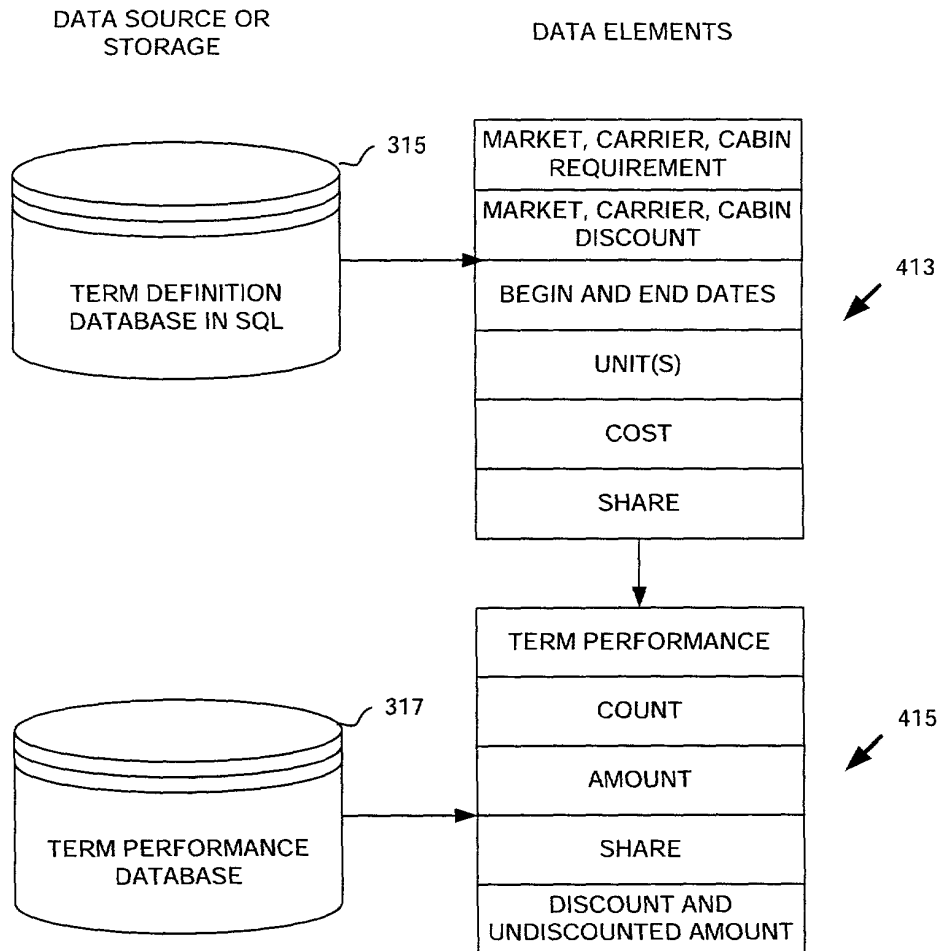 DATA SOURCE OR
STORAGE
DATA ELEMENTS
315
TERM DEFINITION
DATABASE IN SQL
MARKET, CARRIER, CABIN
REQUIREMENT
MARKET, CARRIER, CABIN
DISCOUNT
BEGIN AND END DATES
UNIT(S)
COST
SHARE
413
317
TERM PERFORMANCE
DATABASE
TERM PERFORMANCE
COUNT
AMOUNT
SHARE
DISCOUNT AND
UNDISCOUNTED AMOUNT
415